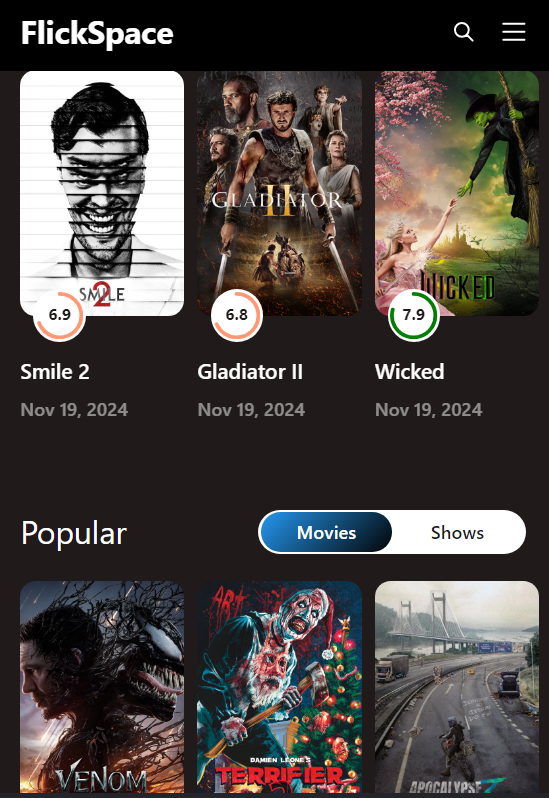 FlickSpace
SMILE
2
GLADIATOR
II
WICKED
6.9
6.8
7.9
Smile 2
Gladiator II
Wicked
Nov 19, 2024
Nov 19, 2024
Nov 19, 2024
Popular
Movies
Shows
ART
VENOM
DAMIEN LEONE'S
TERRIFIER
APOCALYPSE Z